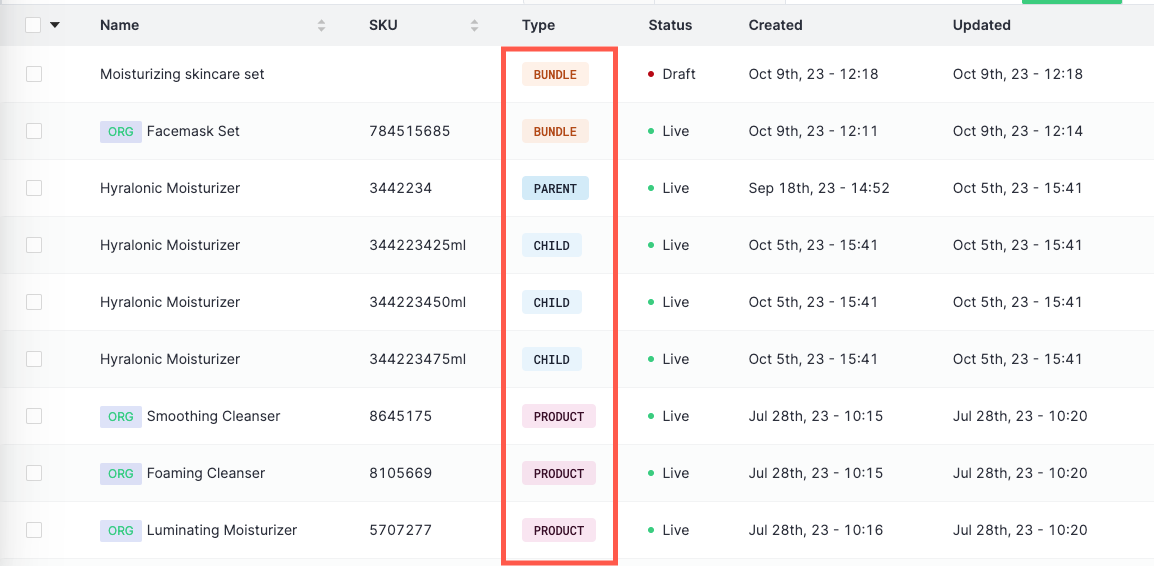 Name SKU Type Status Created Updated
Moisturizing skincare set BUNDLE Draft Oct 9th, 23 - 12:18 Oct 9th, 23 - 12:18
ORG Facemask Set 784515685 BUNDLE Live Oct 9th, 23 - 12:11 Oct 9th, 23 - 12:14
Hyralonic Moisturizer 3442234 PARENT Live Sep 18th, 23 - 14:52 Oct 5th, 23 - 15:41
Hyralonic Moisturizer 344223425ml CHILD Live Oct 5th, 23 - 15:41 Oct 5th, 23 - 15:41
Hyralonic Moisturizer 344223450ml CHILD Live Oct 5th, 23 - 15:41 Oct 5th, 23 - 15:41
Hyralonic Moisturizer 344223475ml CHILD Live Oct 5th, 23 - 15:41 Oct 5th, 23 - 15:41
ORG Smoothing Cleanser 8645175 PRODUCT Live Jul 28th, 23 - 10:15 Jul 28th, 23 - 10:20
ORG Foaming Cleanser 8105669 PRODUCT Live Jul 28th, 23 - 10:15 Jul 28th, 23 - 10:20
ORG Luminating Moisturizer 5707277 PRODUCT Live Jul 28th, 23 - 10:16 Jul 28th, 23 - 10:20